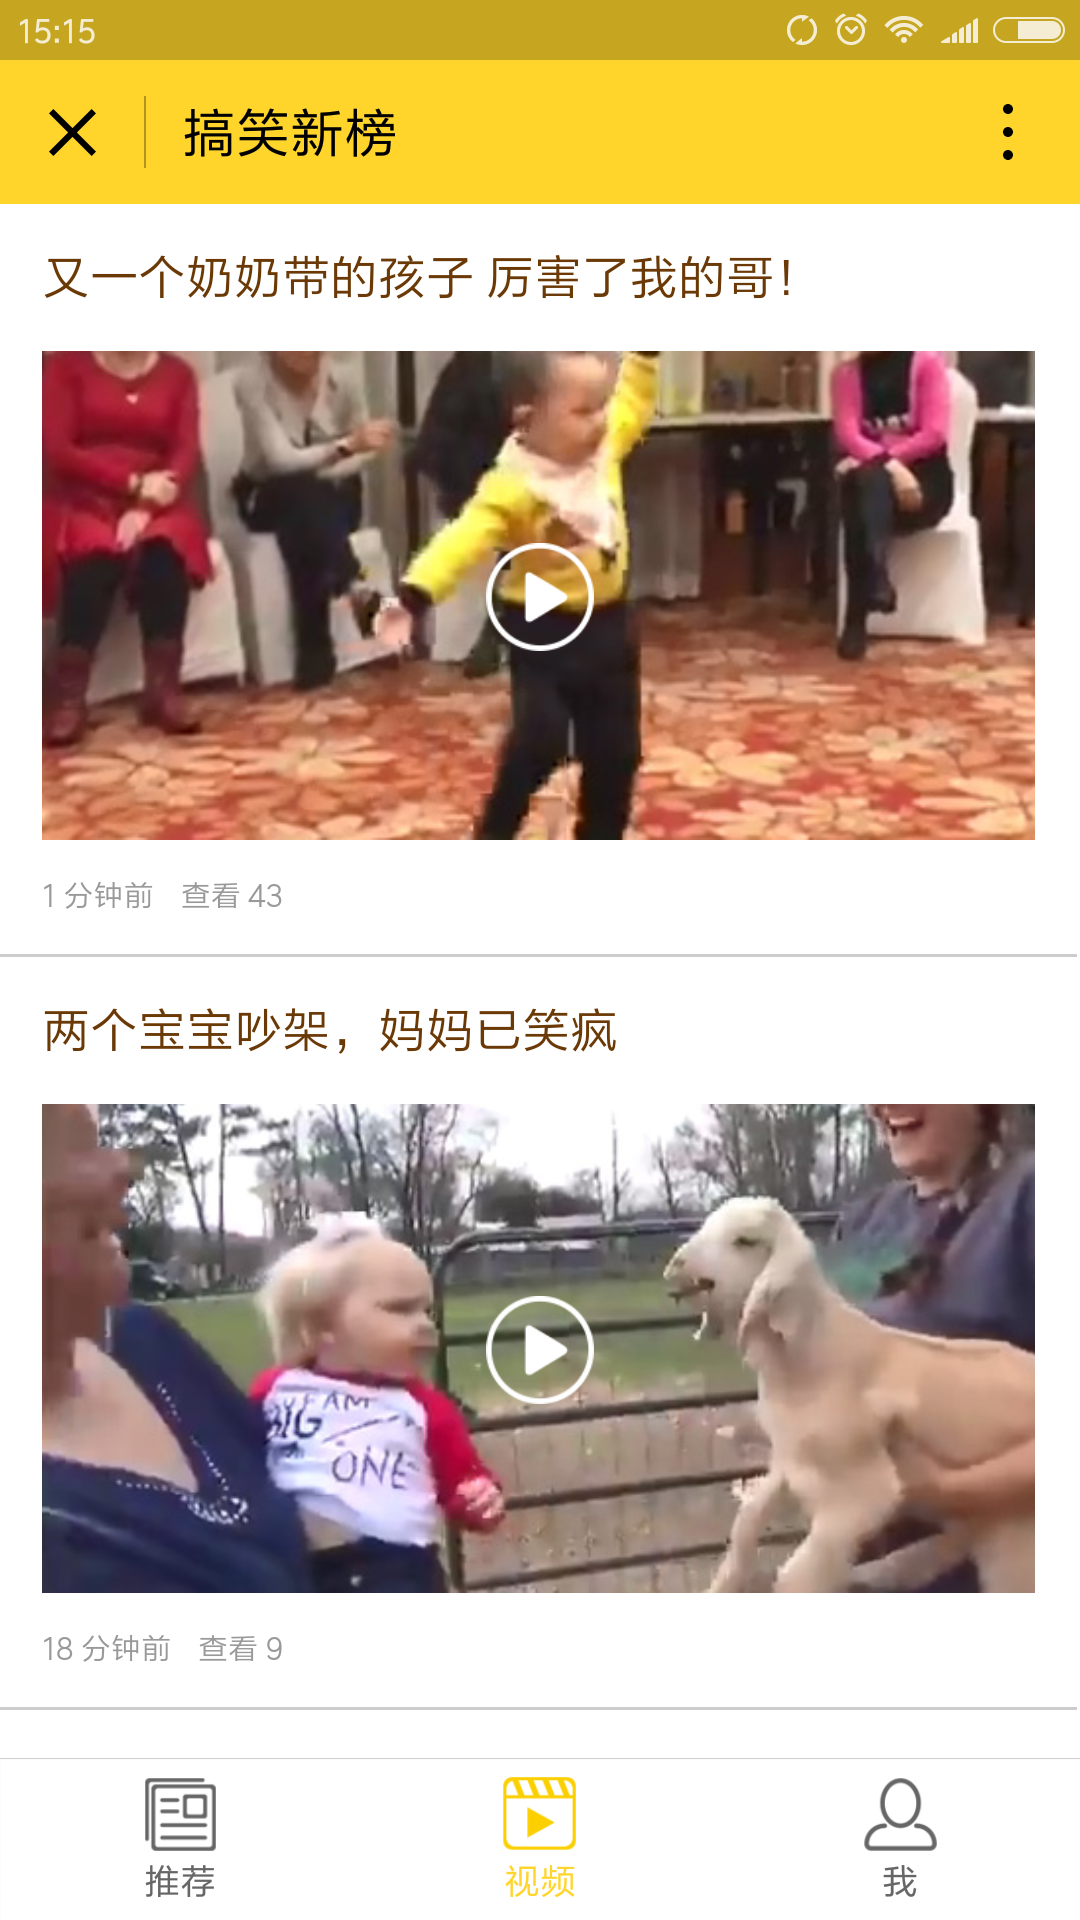 15:15
搞笑新榜
又一个奶奶带的孩子 厉害了我的哥！
1 分钟前 查看 43
两个宝宝吵架，妈妈已笑疯
BIG
ONE
18 分钟前 查看 9
推荐 视频 我